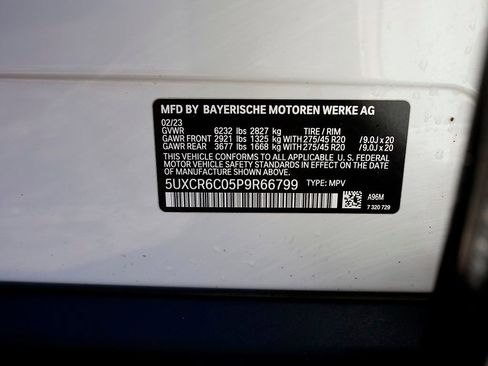 MFD BY BAYERISCHE MOTOREN WERKE AG
02/23
GVWR 6232 lbs 2827 kg TIRE / RIM
GAWR FRONT 2921 lbs 1325 kg WITH 275/45 R20 /9.0J x 20
GAWR REAR 3677 lbs 1668 kg WITH 275/45 R20 /9.0J x 20
THIS VEHICLE CONFORMS TO ALL APPLICABLE U. S. FEDERAL
MOTOR VEHICLE SAFETY STANDARDS IN EFFECT ON THE DATE
OF MANUFACTURE SHOWN ABOVE.
5UXCR6C05P9R66799 TYPE: MPV
A96M
7 320 729